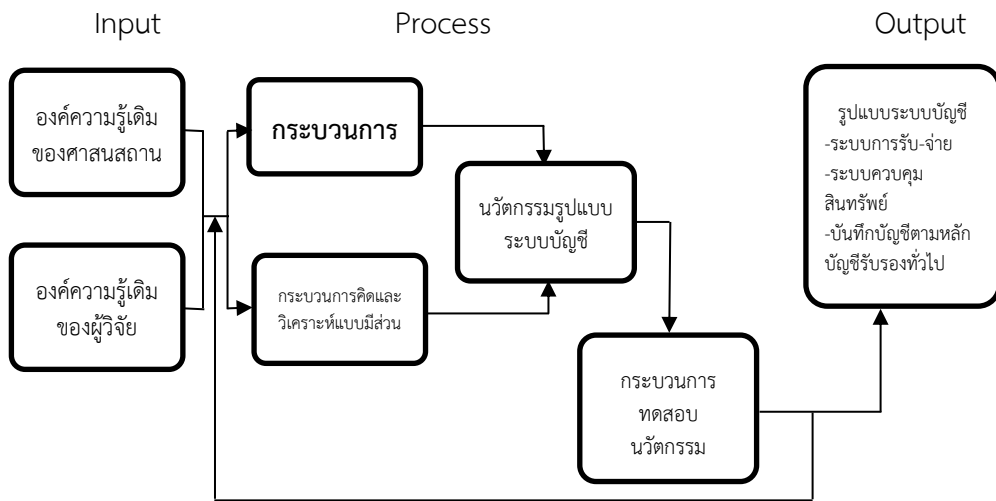 Input
Process
Output
องค์ความรู้เดิม
ของศาสนสถาน
องค์ความรู้เดิม
ของผู้วิจัย
กระบวนการ
กระบวนการคิดและ
วิเคราะห์แบบมีส่วน
นวัตกรรมรูปแบบ
ระบบบัญชี
กระบวนการ
ทดสอบ
นวัตกรรม
รูปแบบระบบบัญชี
-ระบบการรับ-จ่าย
-ระบบควบคุม
สินทรัพย์
-บันทึกบัญชีตามหลัก
บัญชีรับรองทั่วไป